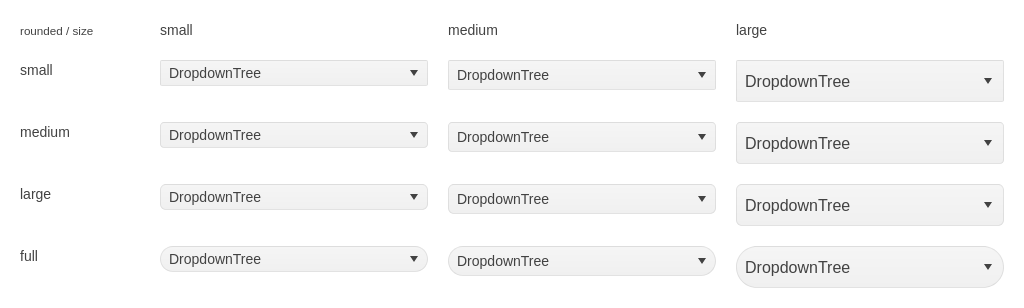 rounded / size small medium large
small DropdownTree DropdownTree DropdownTree
medium DropdownTree DropdownTree DropdownTree
large DropdownTree DropdownTree DropdownTree
full DropdownTree DropdownTree DropdownTree